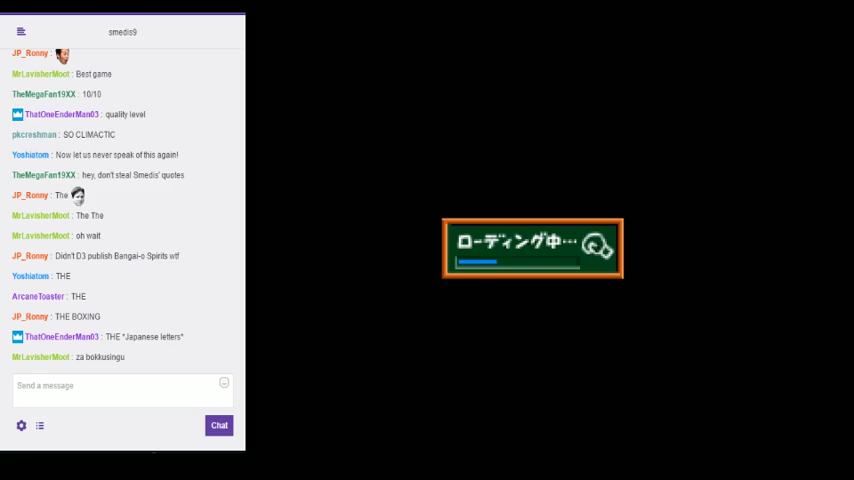 smedis9
JP_Ronny :
MrLavisherMoot : Best game
TheMegaFan19XX : 10/10
ThatOneEnderMan03 : quality level
pkcreshman : SO CLIMACTIC
Yoshiatom : Now let us never speak of this again!
TheMegaFan19XX : hey, don't steal Smedis' quotes
JP_Ronny : The
MrLavisherMoot : The The
MrLavisherMoot : oh wait
JP_Ronny : Didn't D3 publish Bangai-o Spirits wtf
Yoshiatom : THE
ArcaneToaster : THE
JP_Ronny : THE BOXING
ThatOneEnderMan03 : THE *Japanese letters*
MrLavisherMoot : za bokkusingu
Send a message
Chat
ローディング中…